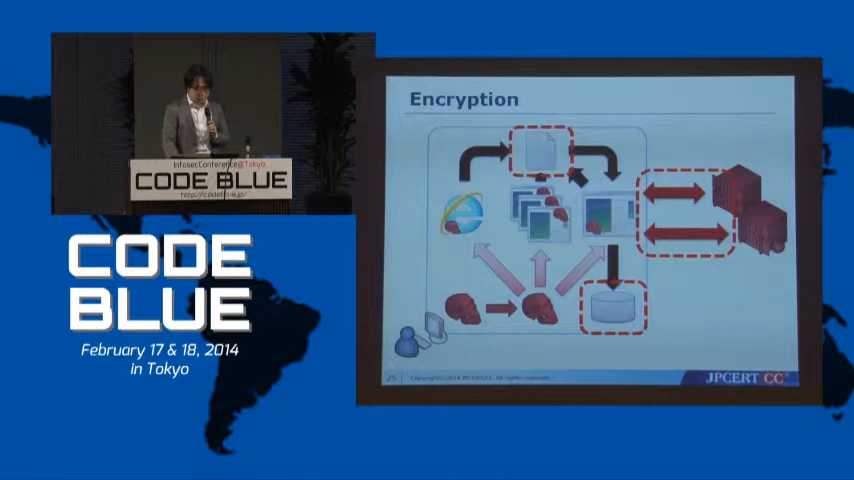 infosecConference@Tokyo
CODE BLUE
http://codeblue.jp/
CODE
BLUE
February 17 & 18, 2014
in Tokyo
Encryption
25
Copyright©2014 JPCERT/CC All rights reserved.
JPCERT CC®